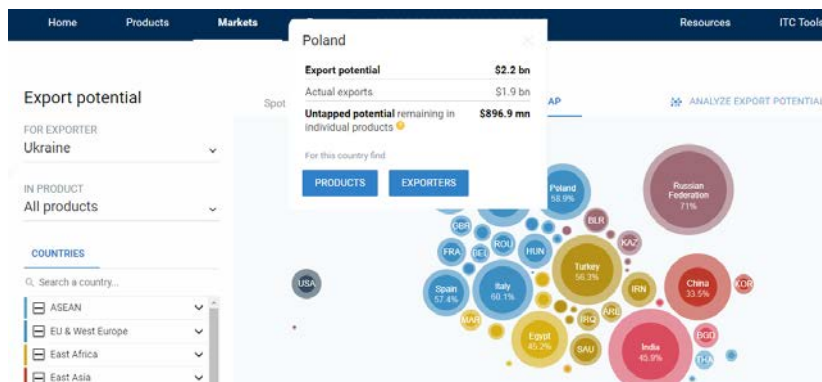 Home Products Markets Resources ITC Tools
Poland
Export potential $2.2 bn
Actual exports $1.9 bn
Untapped potential remaining in $896.9 mn
individual products
For this country find
PRODUCTS EXPORTERS
Export potential
Spot
AP
ANALYZE EXPORT POTENTIAL
FOR EXPORTER
Ukraine
IN PRODUCT
All products
COUNTRIES
Search a country...
ASEAN
EU & West Europe
East Africa
East Asia
Poland
58.9%
Russian
Federation
71%
GBR
BLR
FRA
BEL
ROU
HUN
KAZ
USA
Spain
57.4%
Italy
60.1%
Turkey
56.3%
IRN
China
33.5%
KOR
MAR
IRQ
ARE
Egypt
45.2%
SAU
India
45.9%
BGD
THA